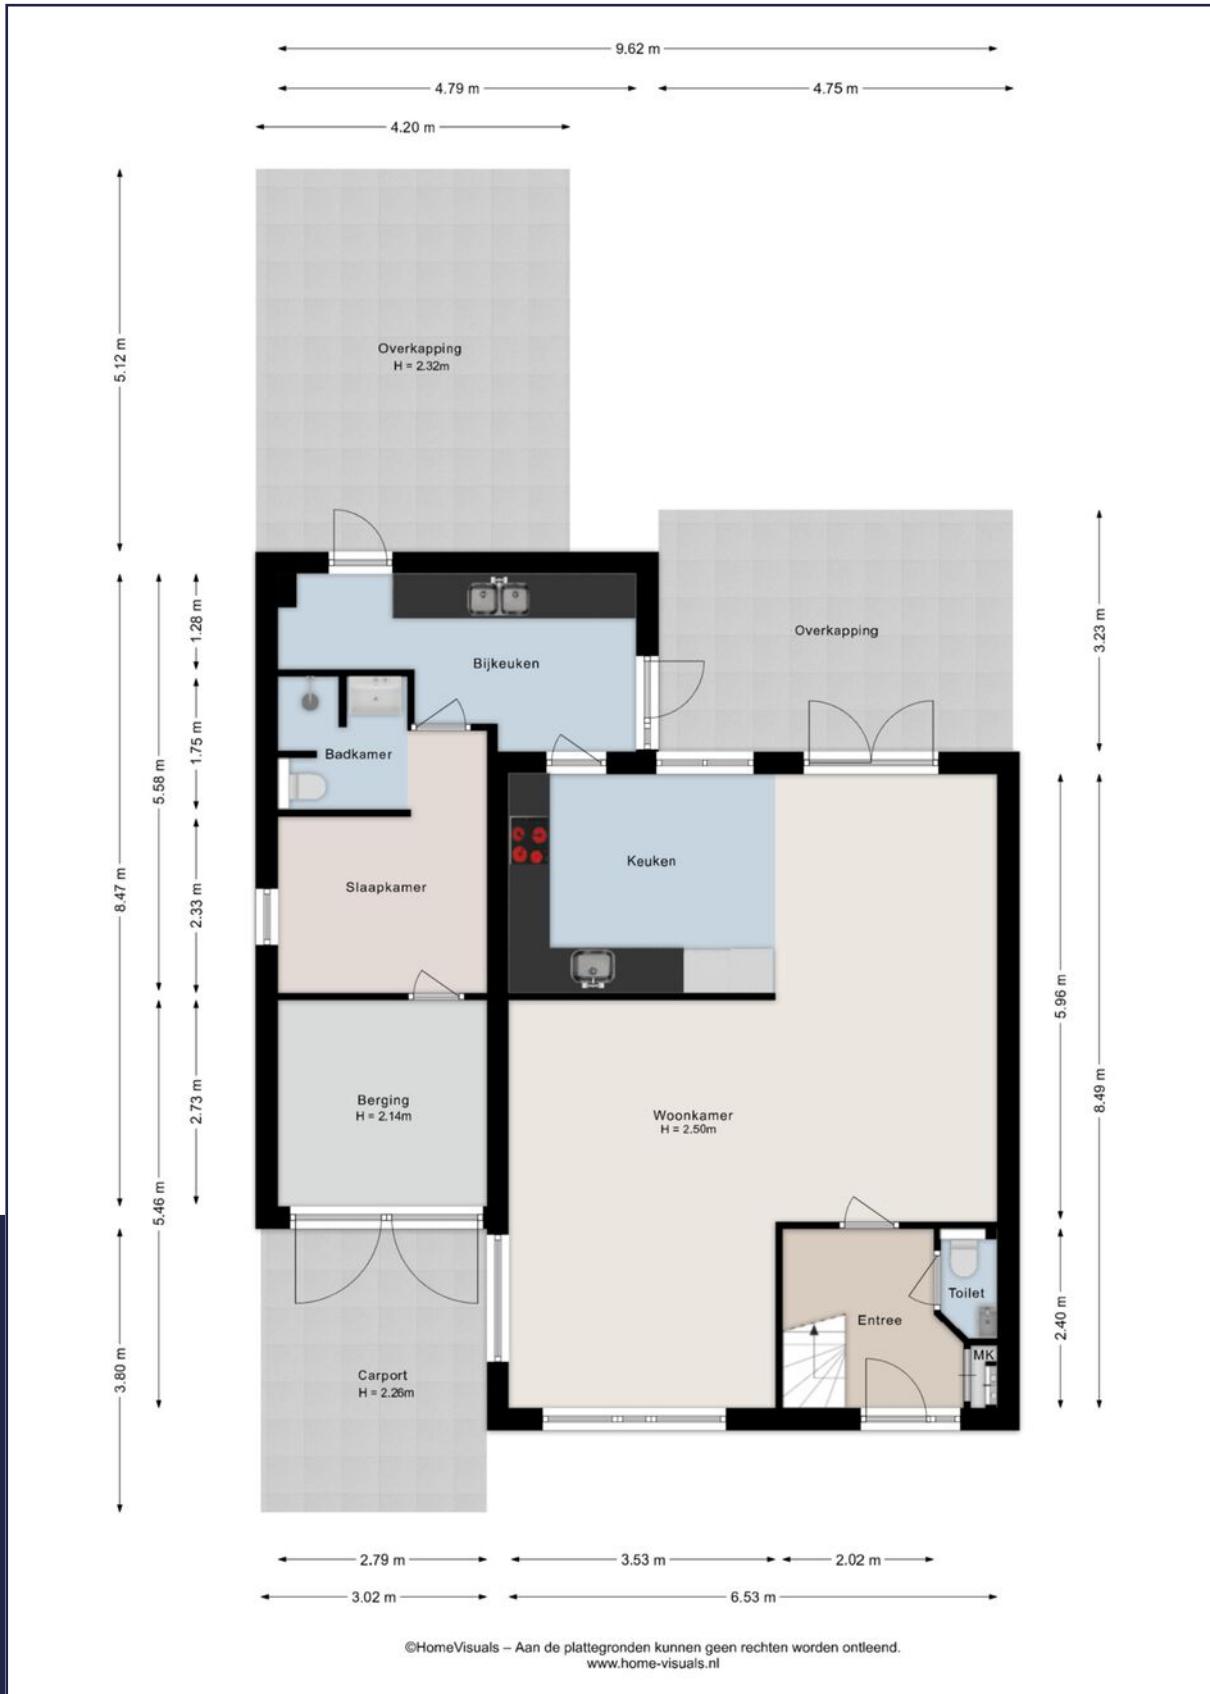 9.62 m
4.79 m
4.75 m
4.20 m
5.12 m
Overkapping
H = 2.32m
3.23 m
1.28 m
Overkapping
Bijkeuken
1.75 m
Badkamer
5.58 m
8.47 m
2.33 m
Keuken
Slaapkamer
5.96 m
8.49 m
2.73 m
Berging
H = 2.14m
Woonkamer
H = 2.50m
5.46 m
Toilet
Entree
2.40 m
MK
3.80 m
Carport
H = 2.26m
2.79 m
3.53 m
2.02 m
3.02 m
6.53 m
©HomeVisuals – Aan de plattegronden kunnen geen rechten worden ontleend.
www.home-visuals.nl